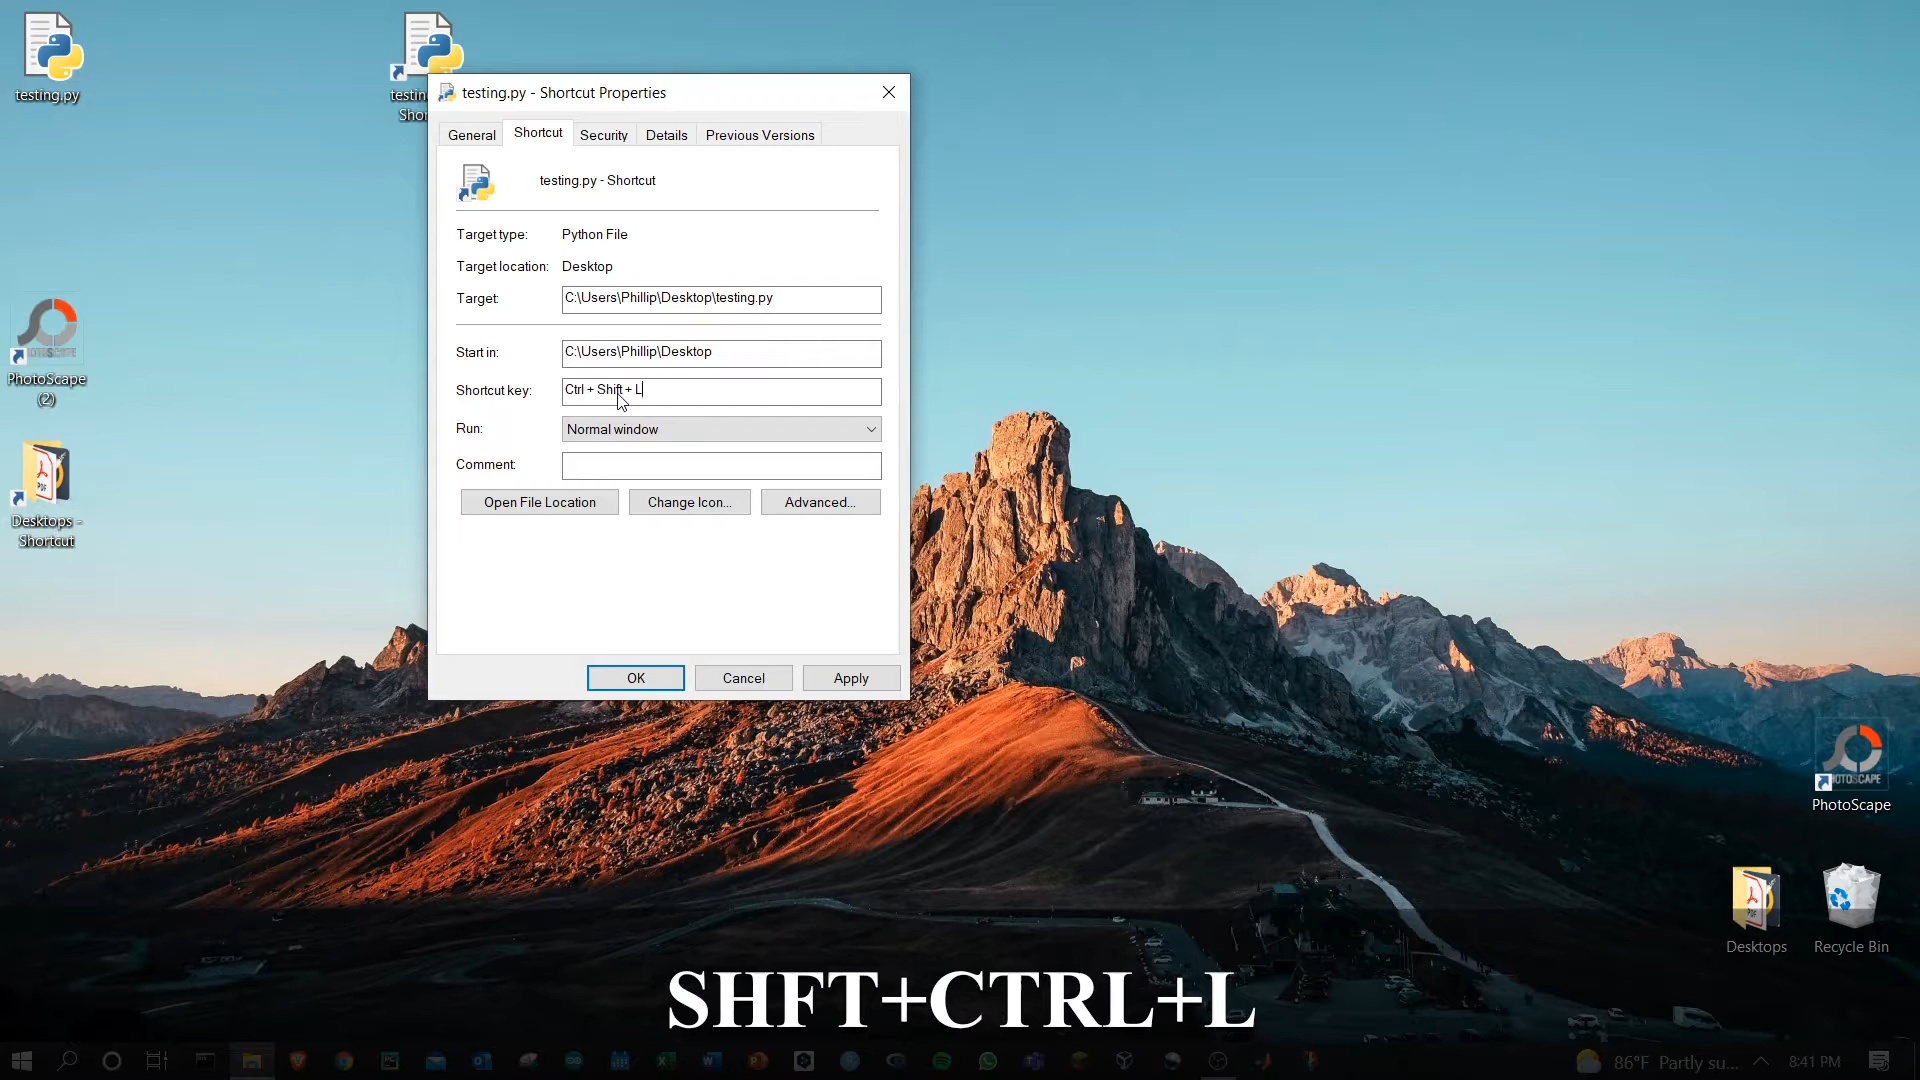 testing.py
testin
Shor
testing.py - Shortcut Properties
General Shortcut Security Details Previous Versions
testing.py - Shortcut
Target type: Python File
Target location: Desktop
Target: C:\Users\Phillip\Desktop\testing.py
Start in: C:\Users\Phillip\Desktop
Shortcut key: Ctrl + Shift + L
Run: Normal window
Comment:
Open File Location Change Icon... Advanced...
OK Cancel Apply
PhotoScape
(2)
Desktops -
Shortcut
PhotoScape
Desktops
Recycle Bin
SHFT+CTRL+L
86°F Partly su... 8:41 PM